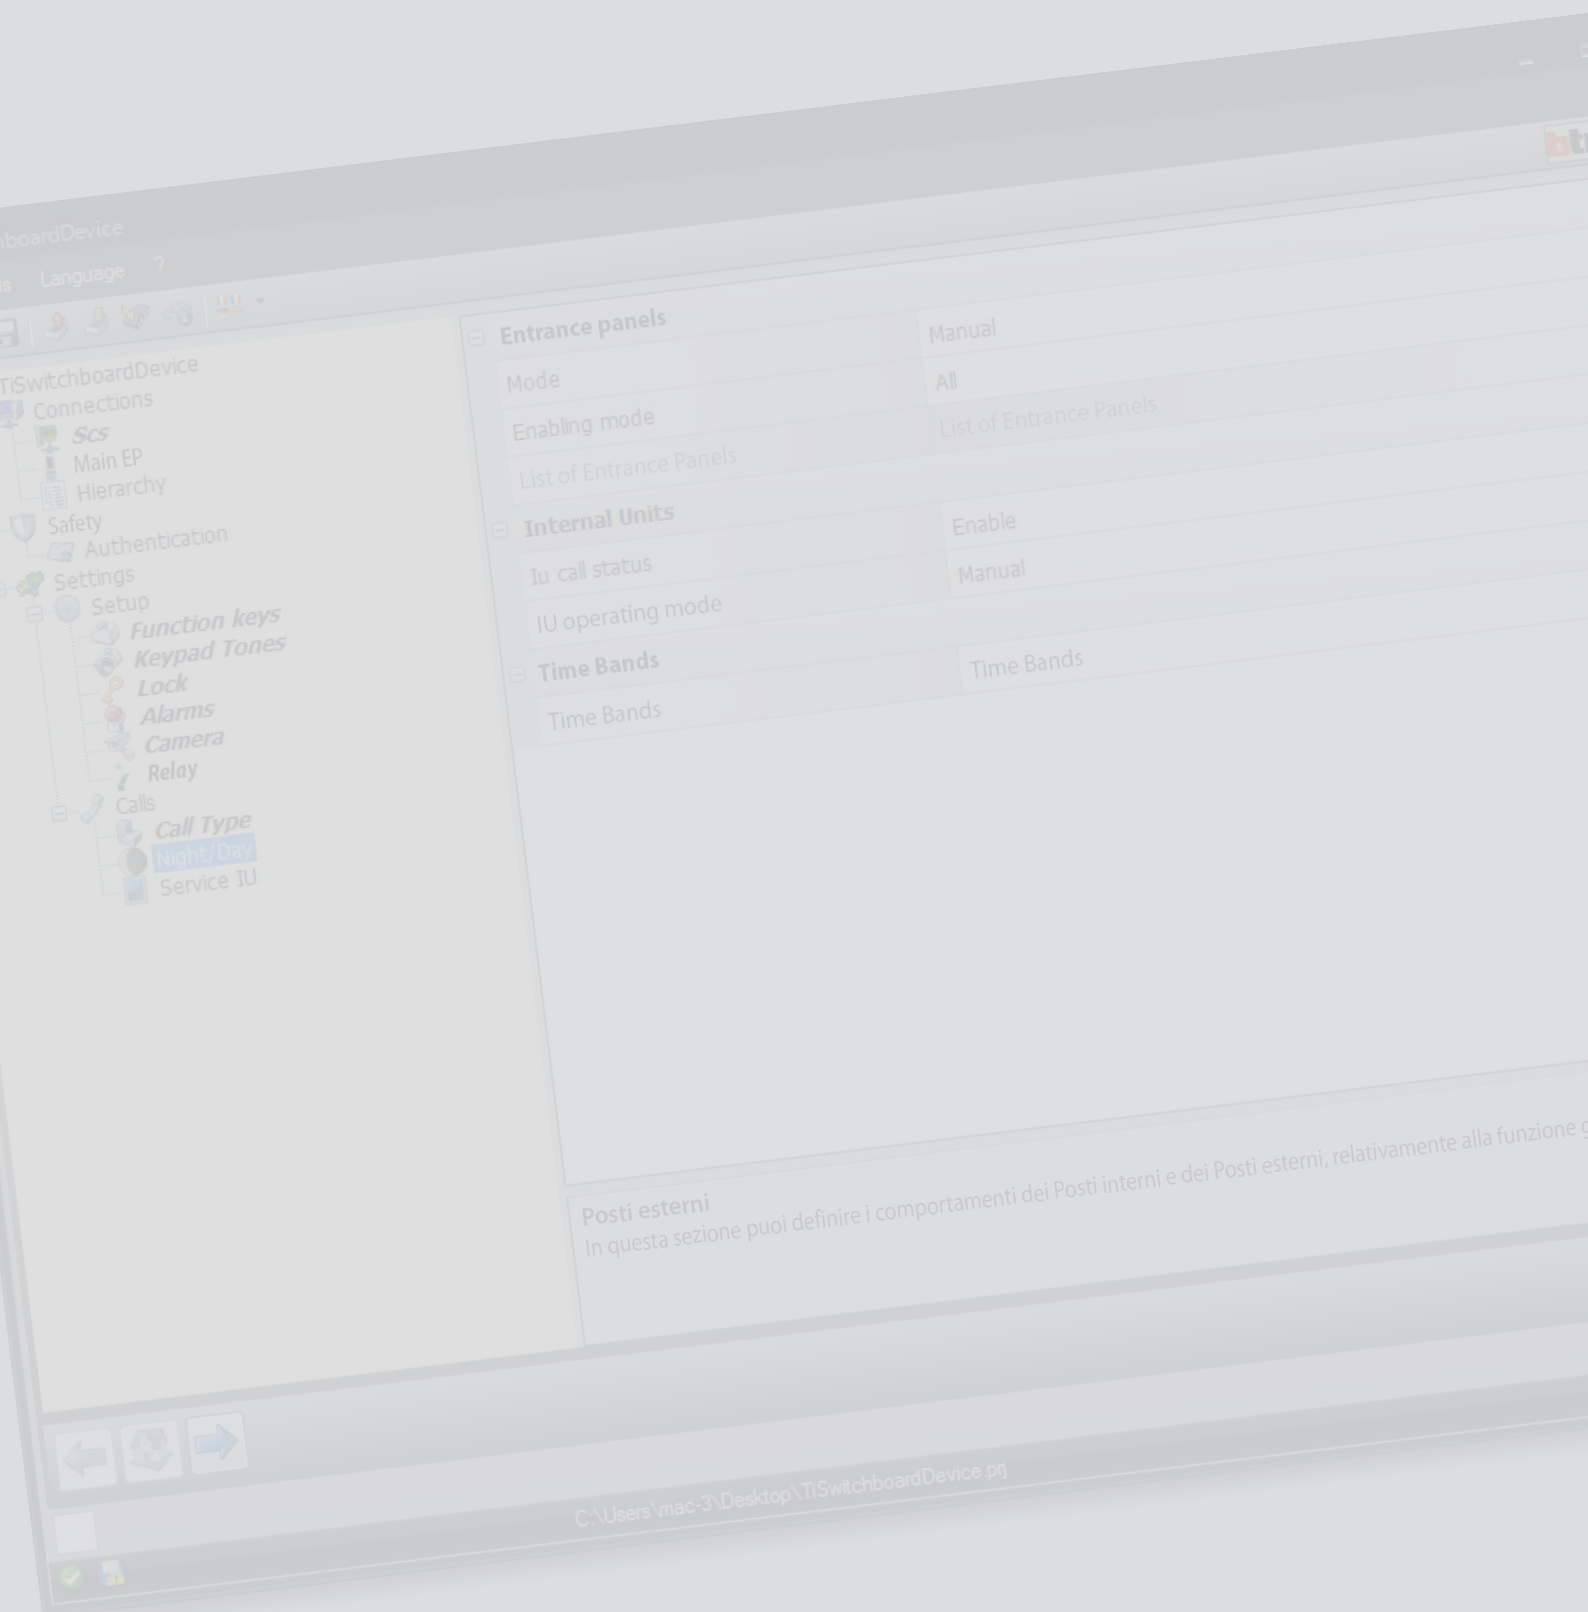 hboardDevice
ls Language ?
TiSwitchboardDevice
Connections
Scs
Main EP
Hierarchy
Safety
Authentication
Settings
Setup
Function keys
Keypad Tones
Lock
Alarms
Camera
Relay
Calls
Call Type
Night/Day
Service IU
Entrance panels
Mode Manual
Enabling mode All
List of Entrance Panels List of Entrance Panels
Internal Units
Iu call status Enable
IU operating mode Manual
Time Bands
Time Bands Time Bands
Posti esterni
In questa sezione puoi definire i comportamenti dei Posti interni e dei Posti esterni, relativamente alla funzione g
C:\Users\mac-3\Desktop\TiSwitchboardDevice.prj